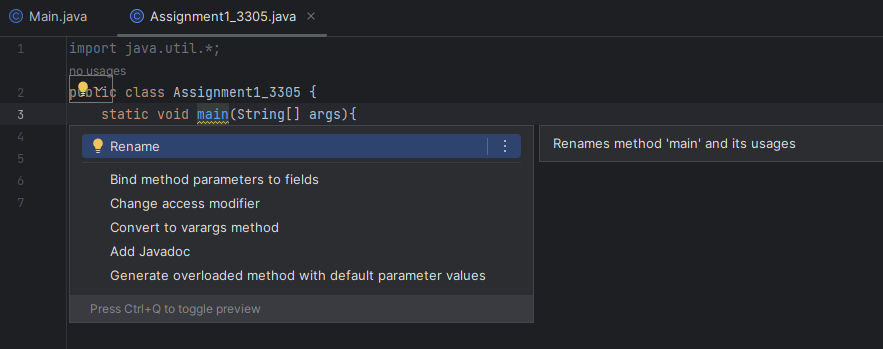 Main.java
Assignment1_3305.java
1 import java.util.*;
no usages
2 public class Assignment1_3305 {
3 static void main(String[] args){
4
5
6
7
Rename
Renames method 'main' and its usages
Bind method parameters to fields
Change access modifier
Convert to varargs method
Add Javadoc
Generate overloaded method with default parameter values
Press Ctrl+Q to toggle preview